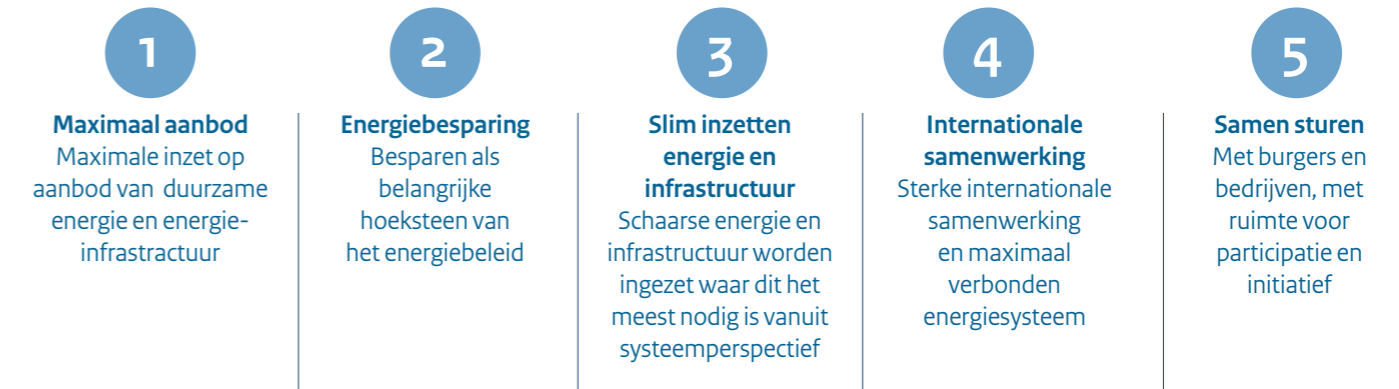 1
Maximaal aanbod
Maximale inzet op
aanbod van duurzame
energie en energie-
infrastractuur
2
Energiebesparing
Besparen als
belangrijke
hoeksteen van
het energiebeleid
3
Slim inzetten
energie en
infrastructuur
Schaarse energie en
infrastructuur worden
ingezet waar dit het
meest nodig is vanuit
systeemperspectief
4
Internationale
samenwerking
Sterke internationale
samenwerking
en maximaal
verbonden
energiesysteem
5
Samen sturen
Met burgers en
bedrijven, met
ruimte voor
participatie en
initiatief